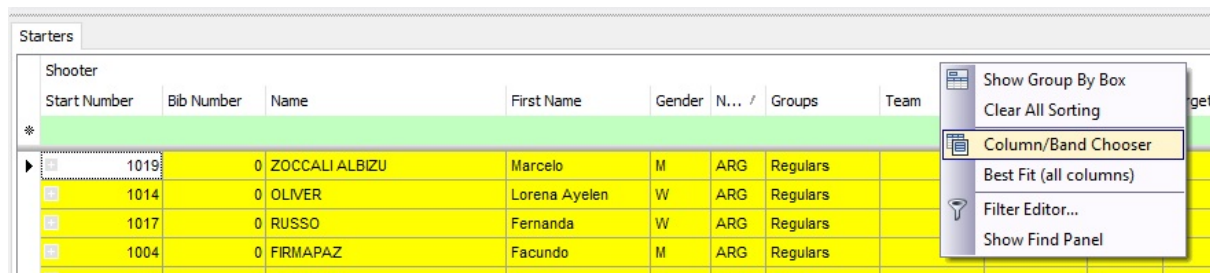 Starters
Shooter
Start Number Bib Number Name First Name Gender N... / Groups Team
1019 0 ZOCCALI ALBIZU Marcelo M ARG Regulars
1014 0 OLIVER Lorena Ayelen W ARG Regulars
1017 0 RUSSO Fernanda W ARG Regulars
1004 0 FIRMAPAZ Facundo M ARG Regulars
Show Group By Box
Clear All Sorting
Column/Band Chooser
Best Fit (all columns)
Filter Editor...
Show Find Panel